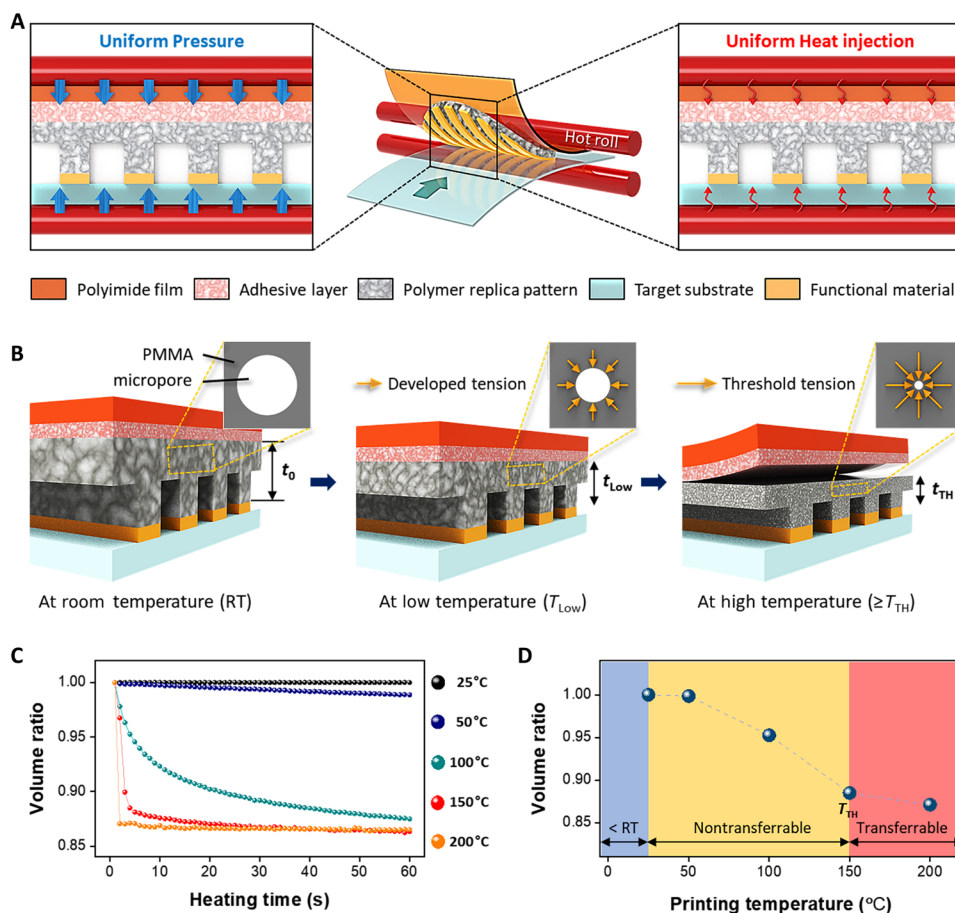 A
Uniform Pressure
Uniform Heat injection
Hot roll
Polyimide film
Adhesive layer
Polymer replica pattern
Target substrate
Functional material
B
PMMA
micropore
Developed tension
Threshold tension
t0
tLow
tTH
At room temperature (RT)
At low temperature (TLow)
At high temperature (≥TTH)
C
Volume ratio
1.00
0.95
0.90
0.85
0 10 20 30 40 50 60
Heating time (s)
25°C
50°C
100°C
150°C
200°C
D
Volume ratio
1.00
0.95
0.90
0.85
TTH
< RT
Nontransferrable
Transferrable
0 50 100 150 200
Printing temperature (°C)